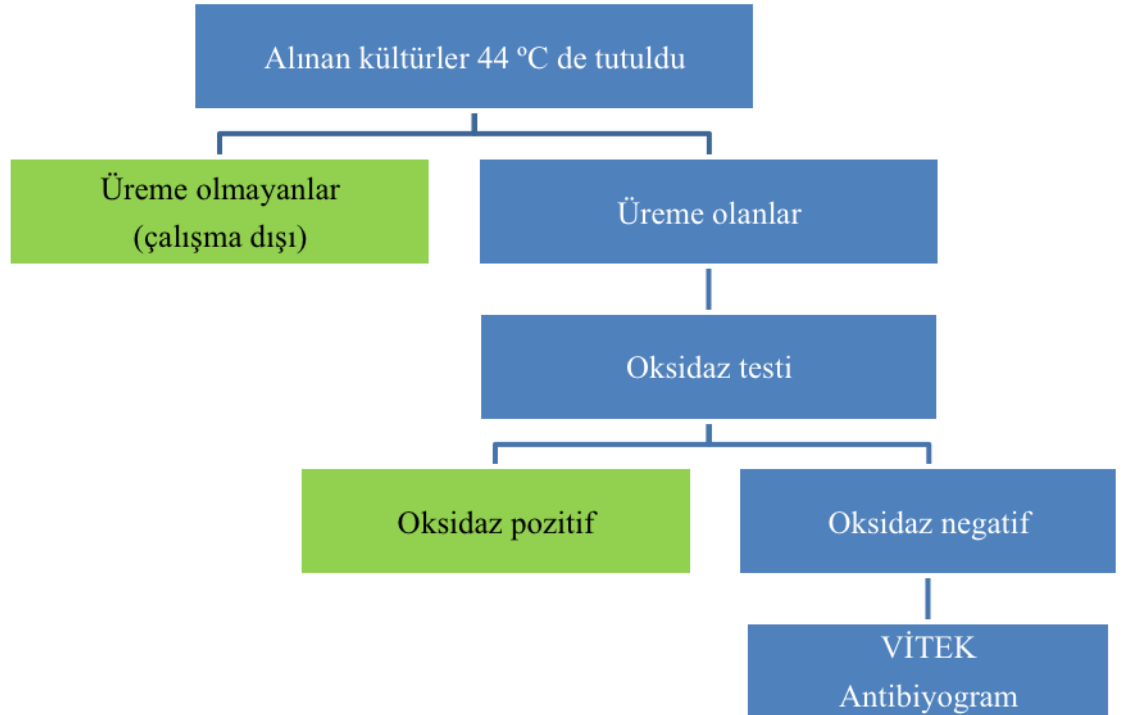 Alınan kültürler 44 ºC de tutuldu
Üreme olmayanlar
(çalışma dışı)
Üreme olanlar
Oksidaz testi
Oksidaz pozitif
Oksidaz negatif
VİTEK
Antibiyogram